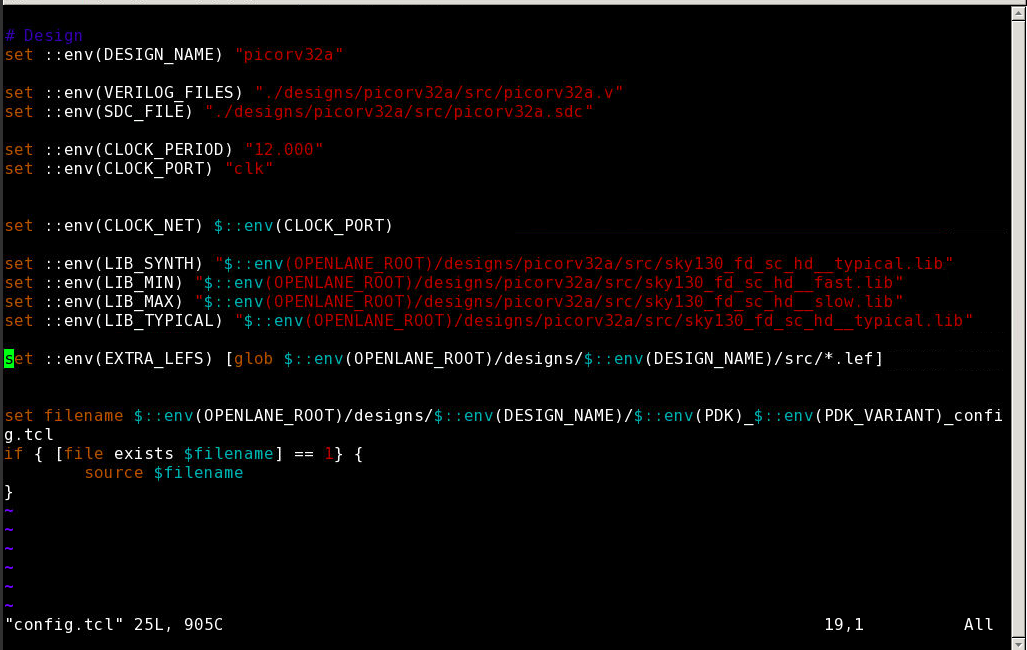 # Design
set ::env(DESIGN_NAME) "picorv32a"
set ::env(VERILOG_FILES) "./designs/picorv32a/src/picorv32a.v"
set ::env(SDC_FILE) "./designs/picorv32a/src/picorv32a.sdc"
set ::env(CLOCK_PERIOD) "12.000"
set ::env(CLOCK_PORT) "clk"
set ::env(CLOCK_NET) $::env(CLOCK_PORT)
set ::env(LIB_SYNTH) "$::env(OPENLANE_ROOT)/designs/picorv32a/src/sky130_fd_sc_hd__typical.lib"
set ::env(LIB_MIN) "$::env(OPENLANE_ROOT)/designs/picorv32a/src/sky130_fd_sc_hd__fast.lib"
set ::env(LIB_MAX) "$::env(OPENLANE_ROOT)/designs/picorv32a/src/sky130_fd_sc_hd__slow.lib"
set ::env(LIB_TYPICAL) "$::env(OPENLANE_ROOT)/designs/picorv32a/src/sky130_fd_sc_hd__typical.lib"
set ::env(EXTRA_LEFS) [glob $::env(OPENLANE_ROOT)/designs/$::env(DESIGN_NAME)/src/*.lef]
set filename $::env(OPENLANE_ROOT)/designs/$::env(DESIGN_NAME)/$::env(PDK)_$::env(PDK_VARIANT)_confi
g.tcl
if { [file exists $filename] == 1} {
        source $filename
}
~
~
~
~
~
~
"config.tcl" 25L, 905C 19,1 All